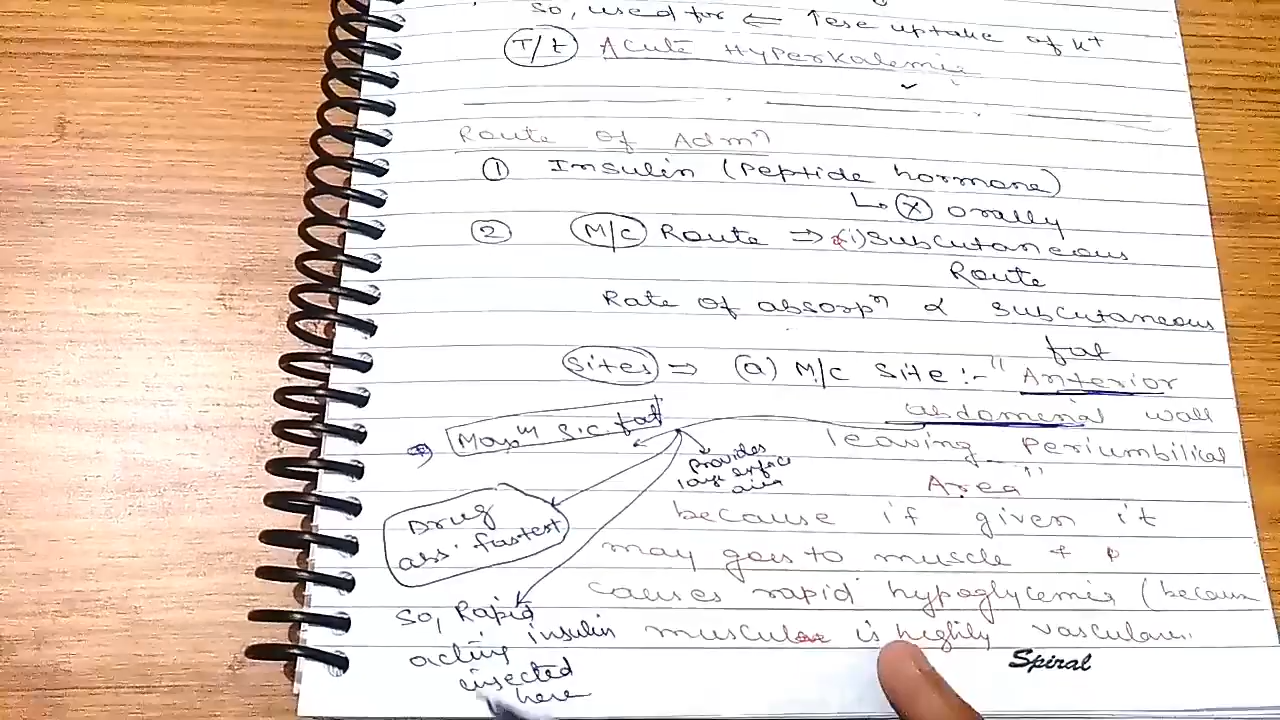 So, used for ⇐ ↑ese uptake of K+
T/t Acute Hyperkalemia
Route of Admⁿ
① Insulin (Peptide hormone)
↳ (X) orally
② M/C Route ⇒ (i) Subcutaneous
Route
Rate of absorpⁿ ∝ subcutaneous
fat
Sites ⇒ (a) M/C Site :- "Anterior
abdominal wall
leaving Periumbilical
Area"
→ Maxᵐ S.C. fat
Provides
large surface
area
because if given it
Drug
abs. fastest
may goes to muscle +
causes rapid hypoglycemia (because
muscular is highly vascular.
So, Rapid
acting Insulin
injected
here
Spiral